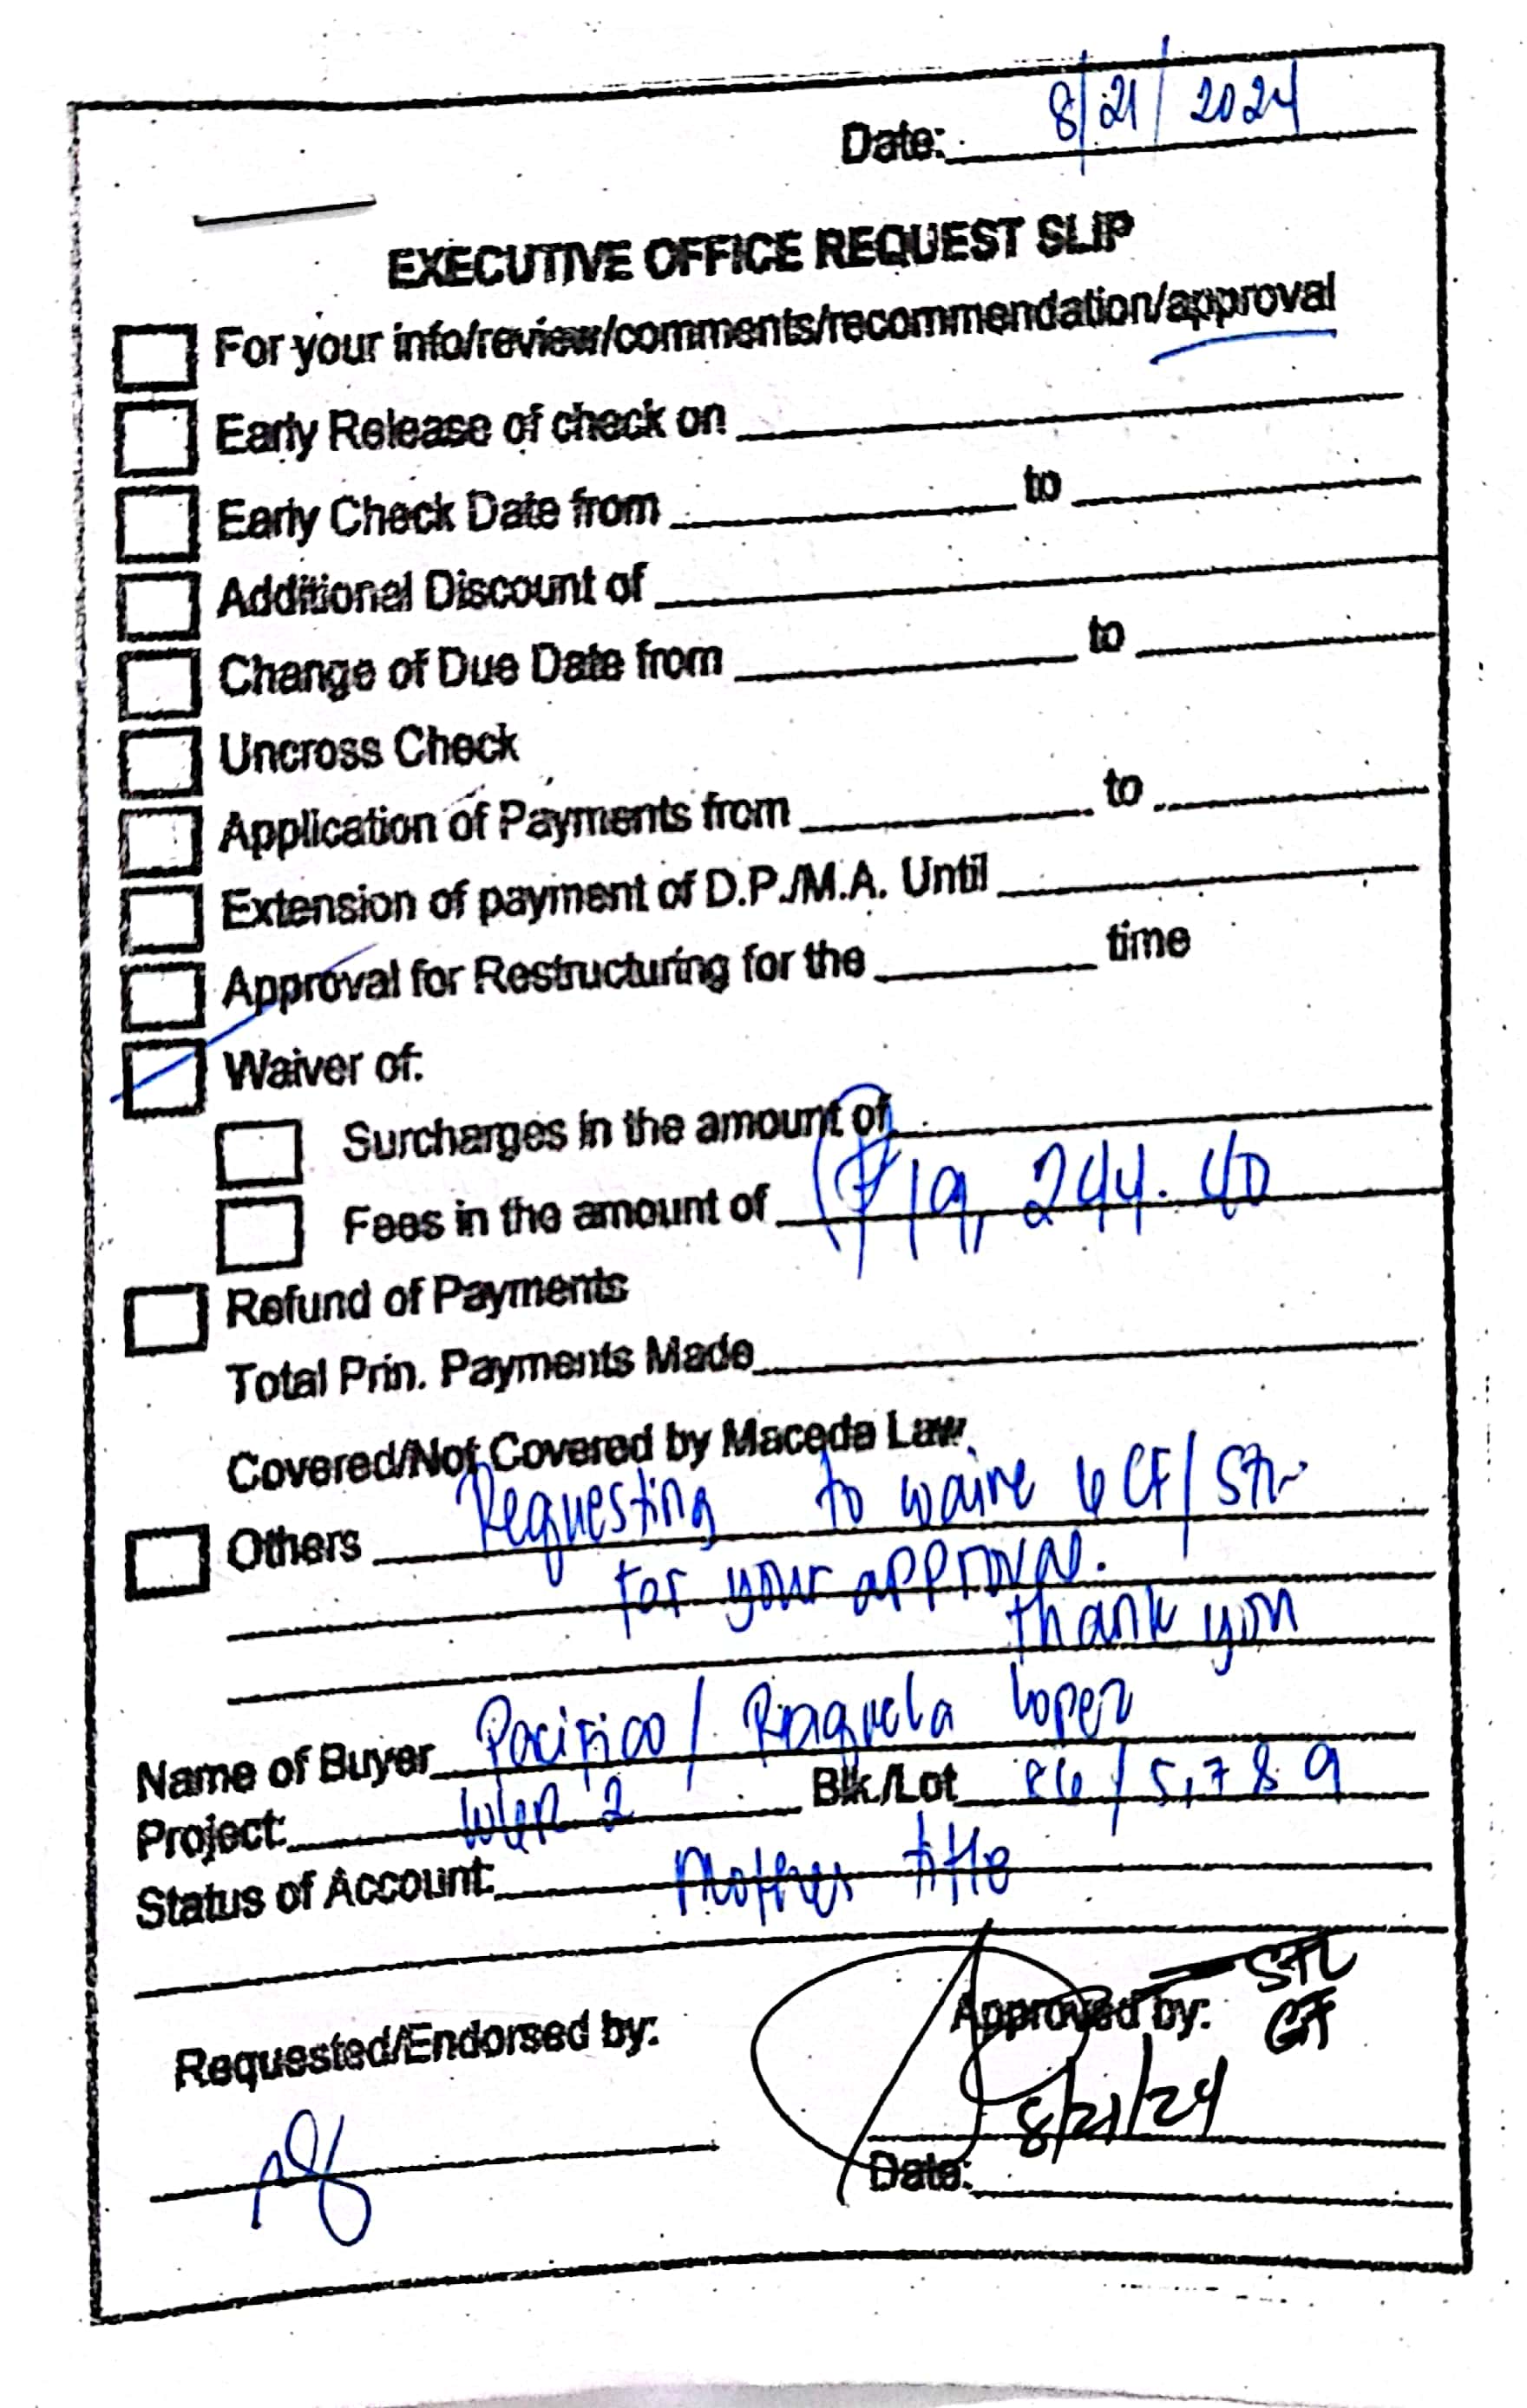 Date: 8/21/2024
EXECUTIVE OFFICE REQUEST SLIP
For your info/review/comments/recommendation/approval
Early Release of check on
Early Check Date from to
Additional Discount of
Change of Due Date from to
Uncross Check
Application of Payments from to
Extension of payment of D.P./M.A. Until
Approval for Restructuring for the time
Waiver of:
Surcharges in the amount of
Fees in the amount of (₱19,244.40
Refund of Payments
Total Prin. Payments Made
Covered/Not Covered by Maceda Law
Others Requesting to waive CF/
for your approval.
thank you
Name of Buyer Pacifico/ Raquela Lopez
Project: 2 Blk./Lot / 5,7 8 9
Status of Account: Mother title
Requested/Endorsed by: Approved by:
CF
8/21/24
Date: